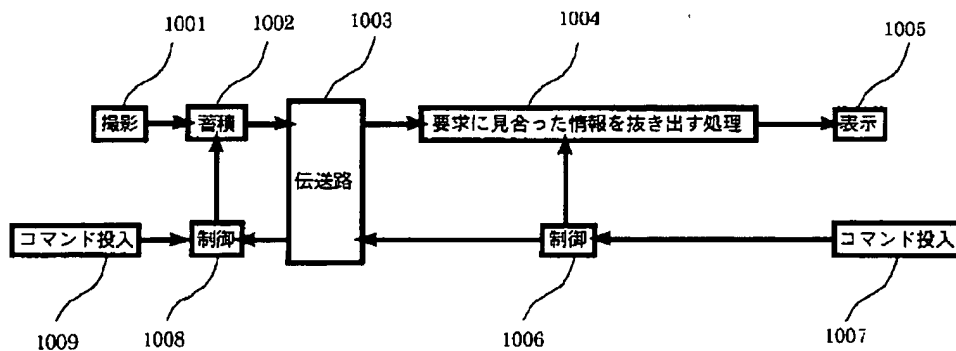 1001
1002
1003
1004
1005
撮影
蓄積
伝送路
要求に見合った情報を抜き出す処理
表示
コマンド投入
制御
制御
コマンド投入
1009
1008
1006
1007